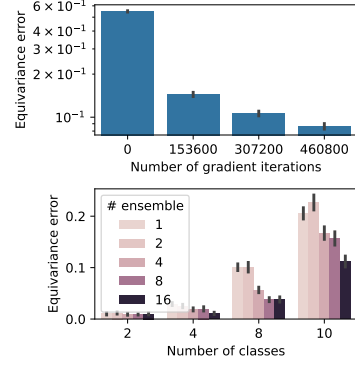 6 × 10⁻¹
4 × 10⁻¹
3 × 10⁻¹
2 × 10⁻¹
10⁻¹
Equivariance error
0 153600 307200 460800
Number of gradient iterations
0.2
0.1
0.0
Equivariance error
# ensemble
1
2
4
8
16
2 4 8 10
Number of classes